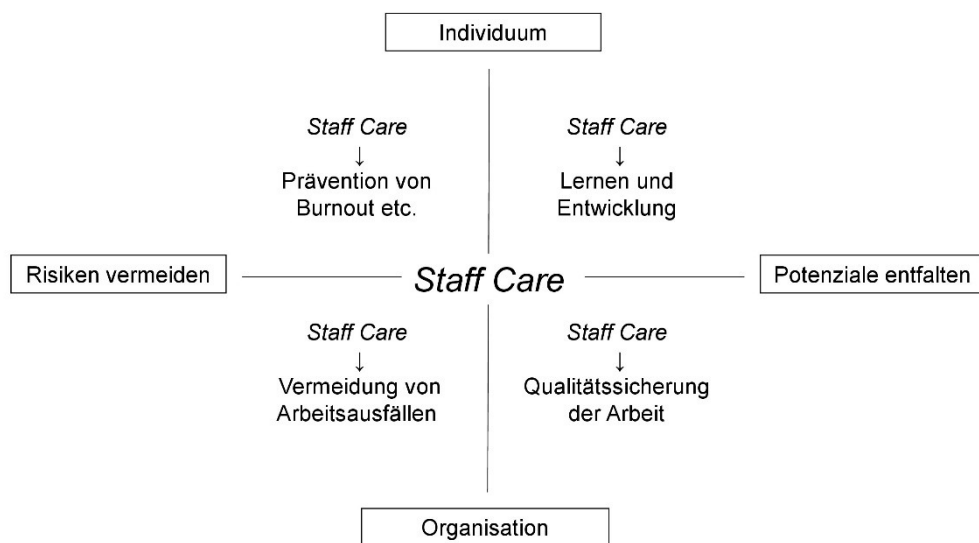 Individuum
Staff Care
↓
Prävention von
Burnout etc.
Staff Care
↓
Lernen und
Entwicklung
Risiken vermeiden
Staff Care
Potenziale entfalten
Staff Care
↓
Vermeidung von
Arbeitsausfällen
Staff Care
↓
Qualitätssicherung
der Arbeit
Organisation